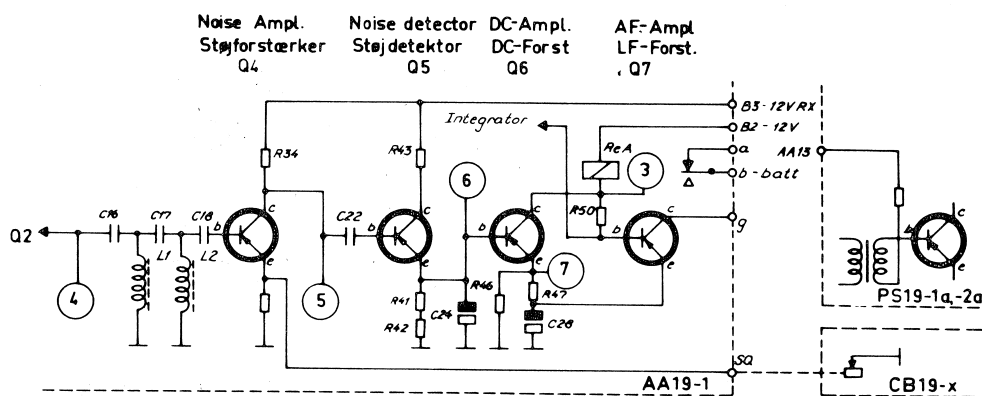 Noise Ampl. Noise detector DC-Ampl. AF-Ampl
Støjforstærker Støjdetektor DC-Forst LF-Forst.
Q4 Q5 Q6 Q7
B3-12V RX
Integrator
B2-12V
ReA
a
AA13
R34
R43
6
3
b-batt
C16 C17 C18
b
c
C22
b
c
b
c
R50
b
c
g
b
c
Q2
L1 L2
e
e
e
e
e
4
5
7
R41
R46
R47
PS19-1a,-2a
R42
C24
C28
SQ
AA19-1
CB19-x